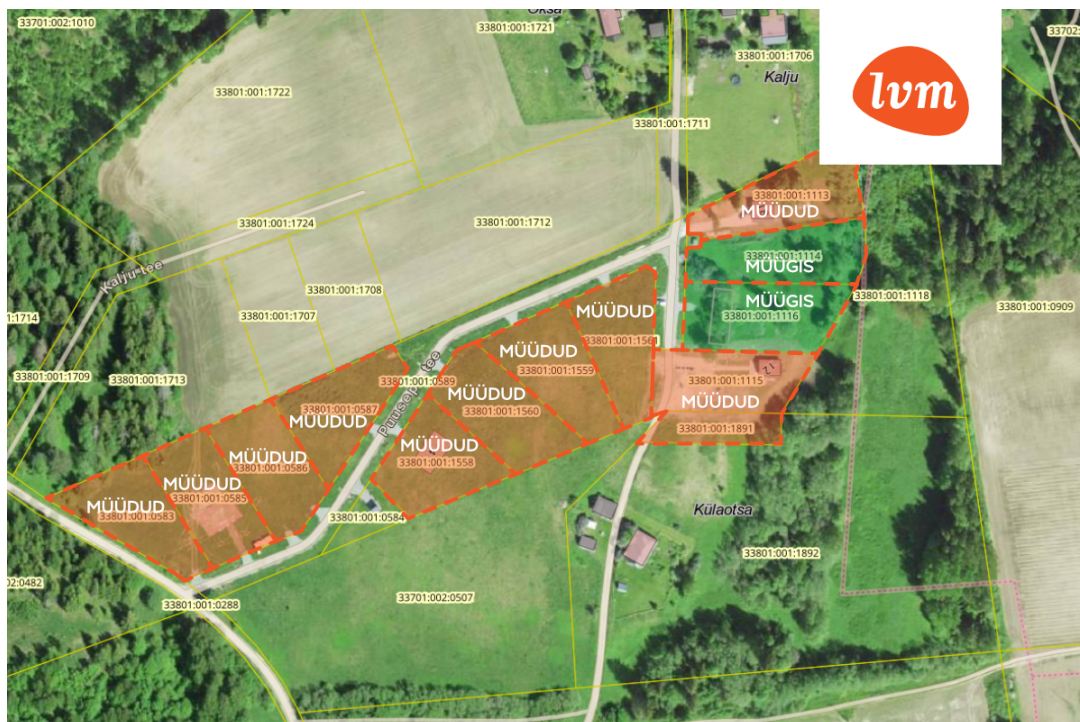 33701:002:1010
Oksa
33801:001:1721
33801:001:1706
Kalju
lvm
33801:001:1722
33801:001:1711
33801:001:1113
MÜÜDUD
33801:001:1724
33801:001:1712
33801:001:1114
MÜÜGIS
Kalju tee
33801:001:1708
33801:001:1118
MÜÜGIS
33801:001:1116
33801:001:0909
1:1714
33801:001:1707
MÜÜDUD
33801:001:1561
MÜÜDUD
33801:001:1559
33801:001:1709
33801:001:1713
33801:001:0589
Puusepa tee
12
33801:001:1115
MÜÜDUD
33801:001:1891
MÜÜDUD
33801:001:1560
33801:001:0587
MÜÜDUD
MÜÜDUD
33801:001:1558
MÜÜDUD
33801:001:0586
MÜÜDUD
33801:001:0585
MÜÜDUD
33801:001:0583
33801:001:0584
Külaotsa
33801:001:1892
02:0482
33801:001:0288
33701:002:0507